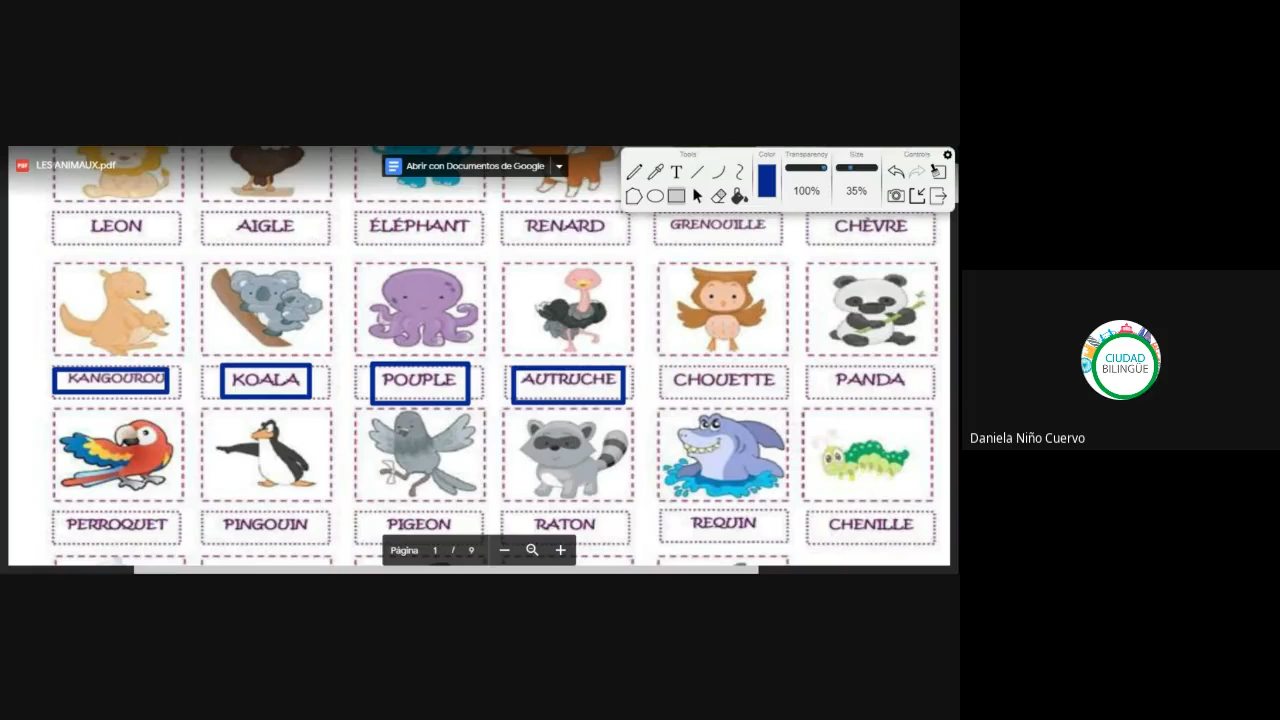 LES ANIMAUX.pdf
Abrir con Documentos de Google
Tools
Color
Transparency
Size
Controls
100%
35%
LEON AIGLE ÉLÉPHANT RENARD GRENOUILLE CHÈVRE
KANGOUROU KOALA POUPLE AUTRUCHE CHOUETTE PANDA
PERROQUET PINGOUIN PIGEON RATON REQUIN CHENILLE
Página 1 / 9
CIUDAD
BILINGÜE
Daniela Niño Cuervo